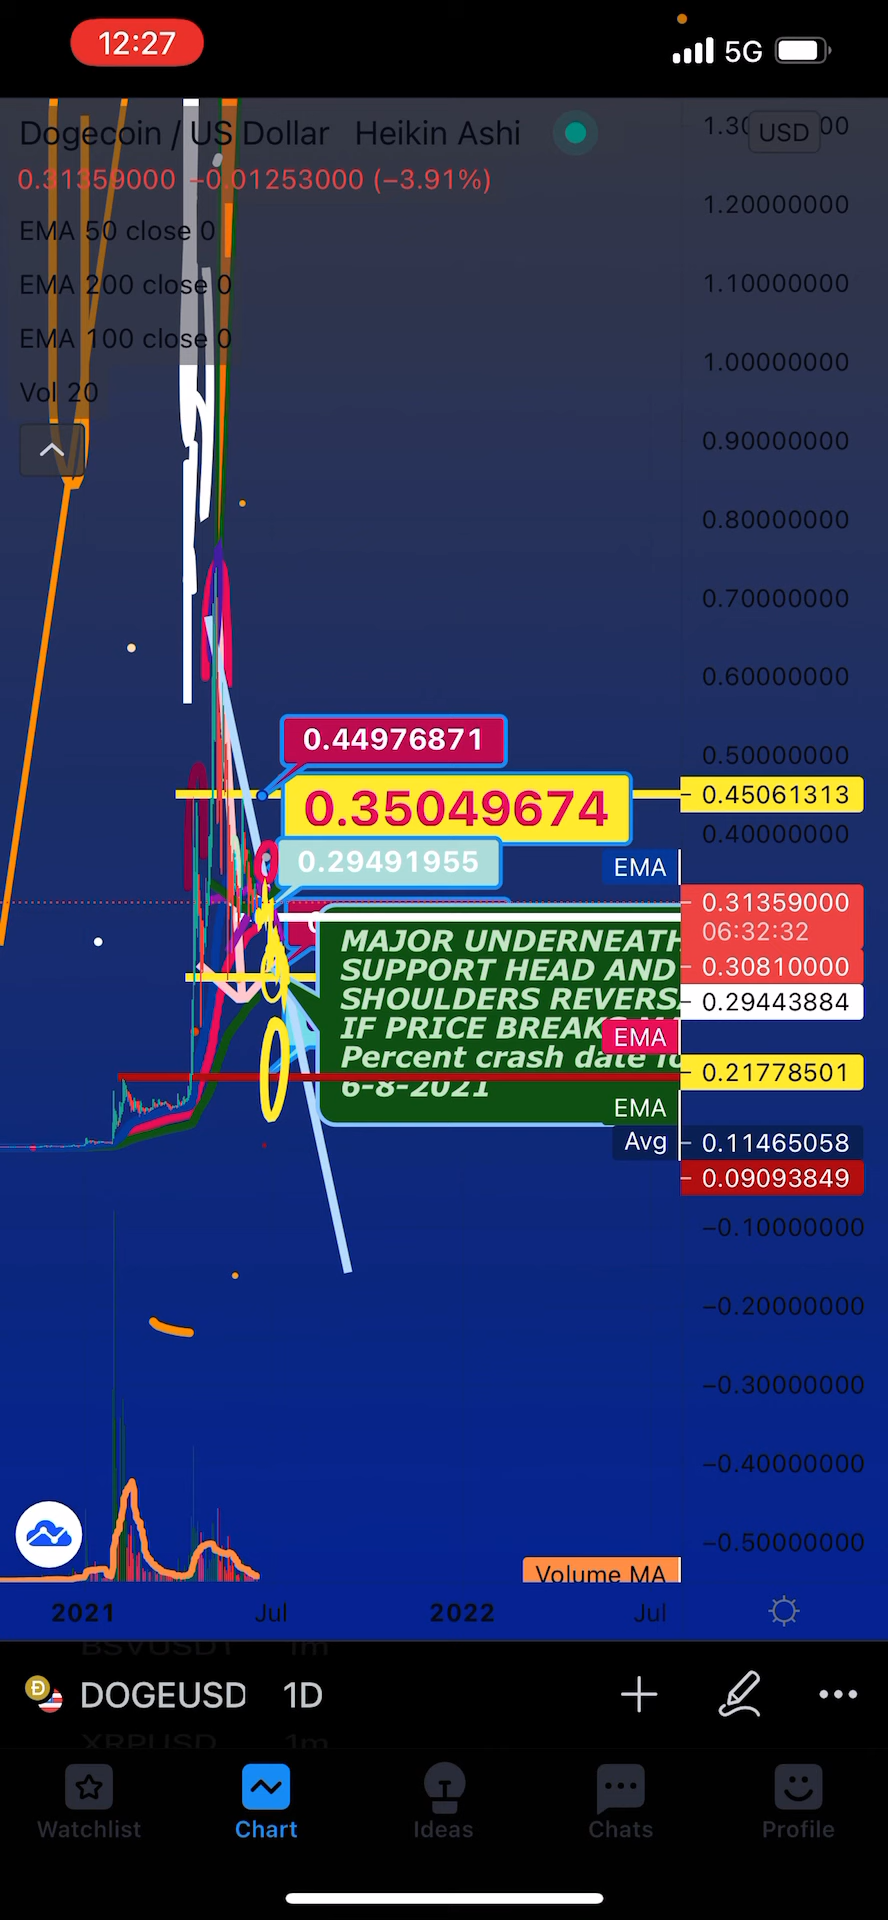 12:27
5G
Dogecoin / US Dollar Heikin Ashi
USD
0.31359000 −0.01253000 (−3.91%)
EMA 50 close 0
EMA 200 close 0
EMA 100 close 0
Vol 20
1.20000000
1.10000000
1.00000000
0.90000000
0.80000000
0.70000000
0.60000000
0.50000000
0.44976871
0.45061313
0.35049674
0.40000000
0.29491955
EMA
0.31359000
06:32:32
MAJOR UNDERNEATH
SUPPORT HEAD AND
0.30810000
SHOULDERS REVERS
0.29443884
IF PRICE BREAKS
EMA
Percent crash date
0.21778501
6-8-2021
EMA
Avg
0.11465058
0.09093849
−0.10000000
−0.20000000
−0.30000000
−0.40000000
−0.50000000
Volume MA
2021 Jul 2022 Jul
BSVUSDT 1m
DOGEUSD 1D
XRPUSD 1m
Watchlist Chart Ideas Chats Profile